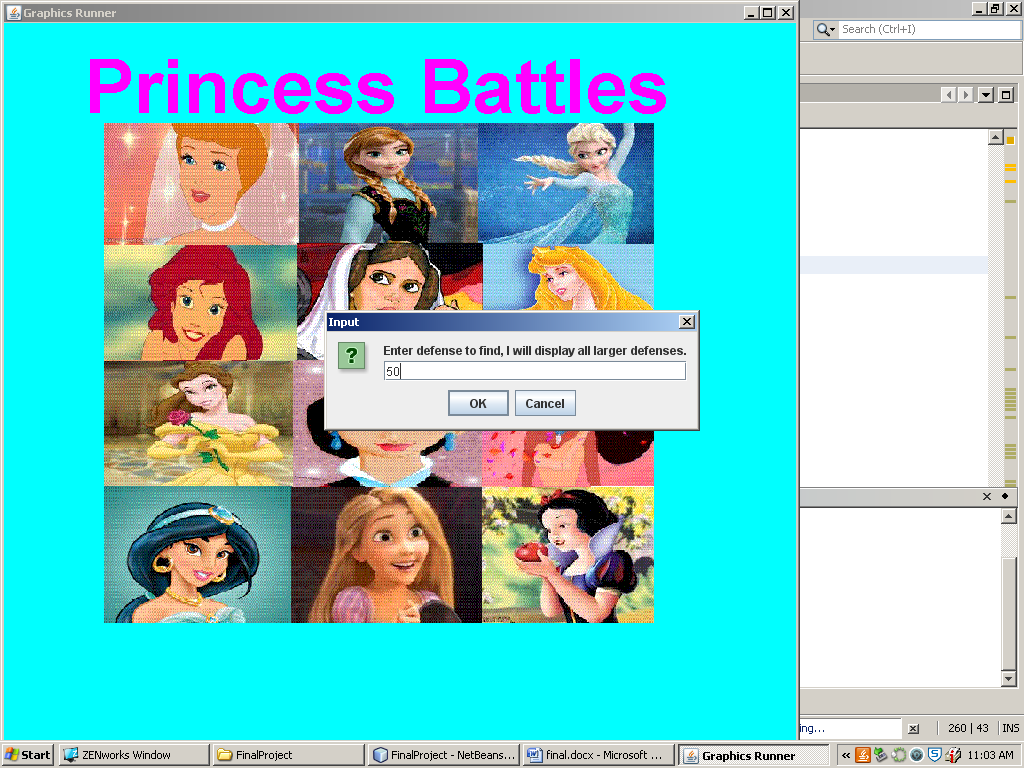 Graphics Runner
Search (Ctrl+I)
Princess Battles
Input
Enter defense to find, I will display all larger defenses.
50
OK
Cancel
ing...
260 | 43
INS
Start
ZENworks Window
FinalProject
FinalProject - NetBeans...
final.docx - Microsoft ...
Graphics Runner
11:03 AM